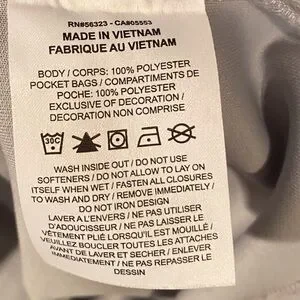 RN#56323 - CA#05553
MADE IN VIETNAM
FABRIQUE AU VIETNAM
BODY / CORPS: 100% POLYESTER
POCKET BAGS / COMPARTIMENTS DE
POCHE: 100% POLYESTER
EXCLUSIVE OF DECORATION /
DECORATION NON COMPRISE
30C
WASH INSIDE OUT / DO NOT USE
SOFTENERS / DO NOT ALLOW TO LAY ON
ITSELF WHEN WET / FASTEN ALL CLOSURES
TO WASH AND DRY / REMOVE IMMEDIATELY /
DO NOT IRON DESIGN
LAVER A L'ENVERS / NE PAS UTILISER
D'ADOUCISSEUR / NE PAS LAISSER LE
VÊTEMENT REPOSER LORSQU'IL EST MOUILLÉ /
VEUILLEZ BOUCLER TOUTES LES ATTACHES
AVANT DE LAVER ET SECHER / ENLEVER
IMMEDIATEMENT / NE PAS REPASSER LE
DESSIN